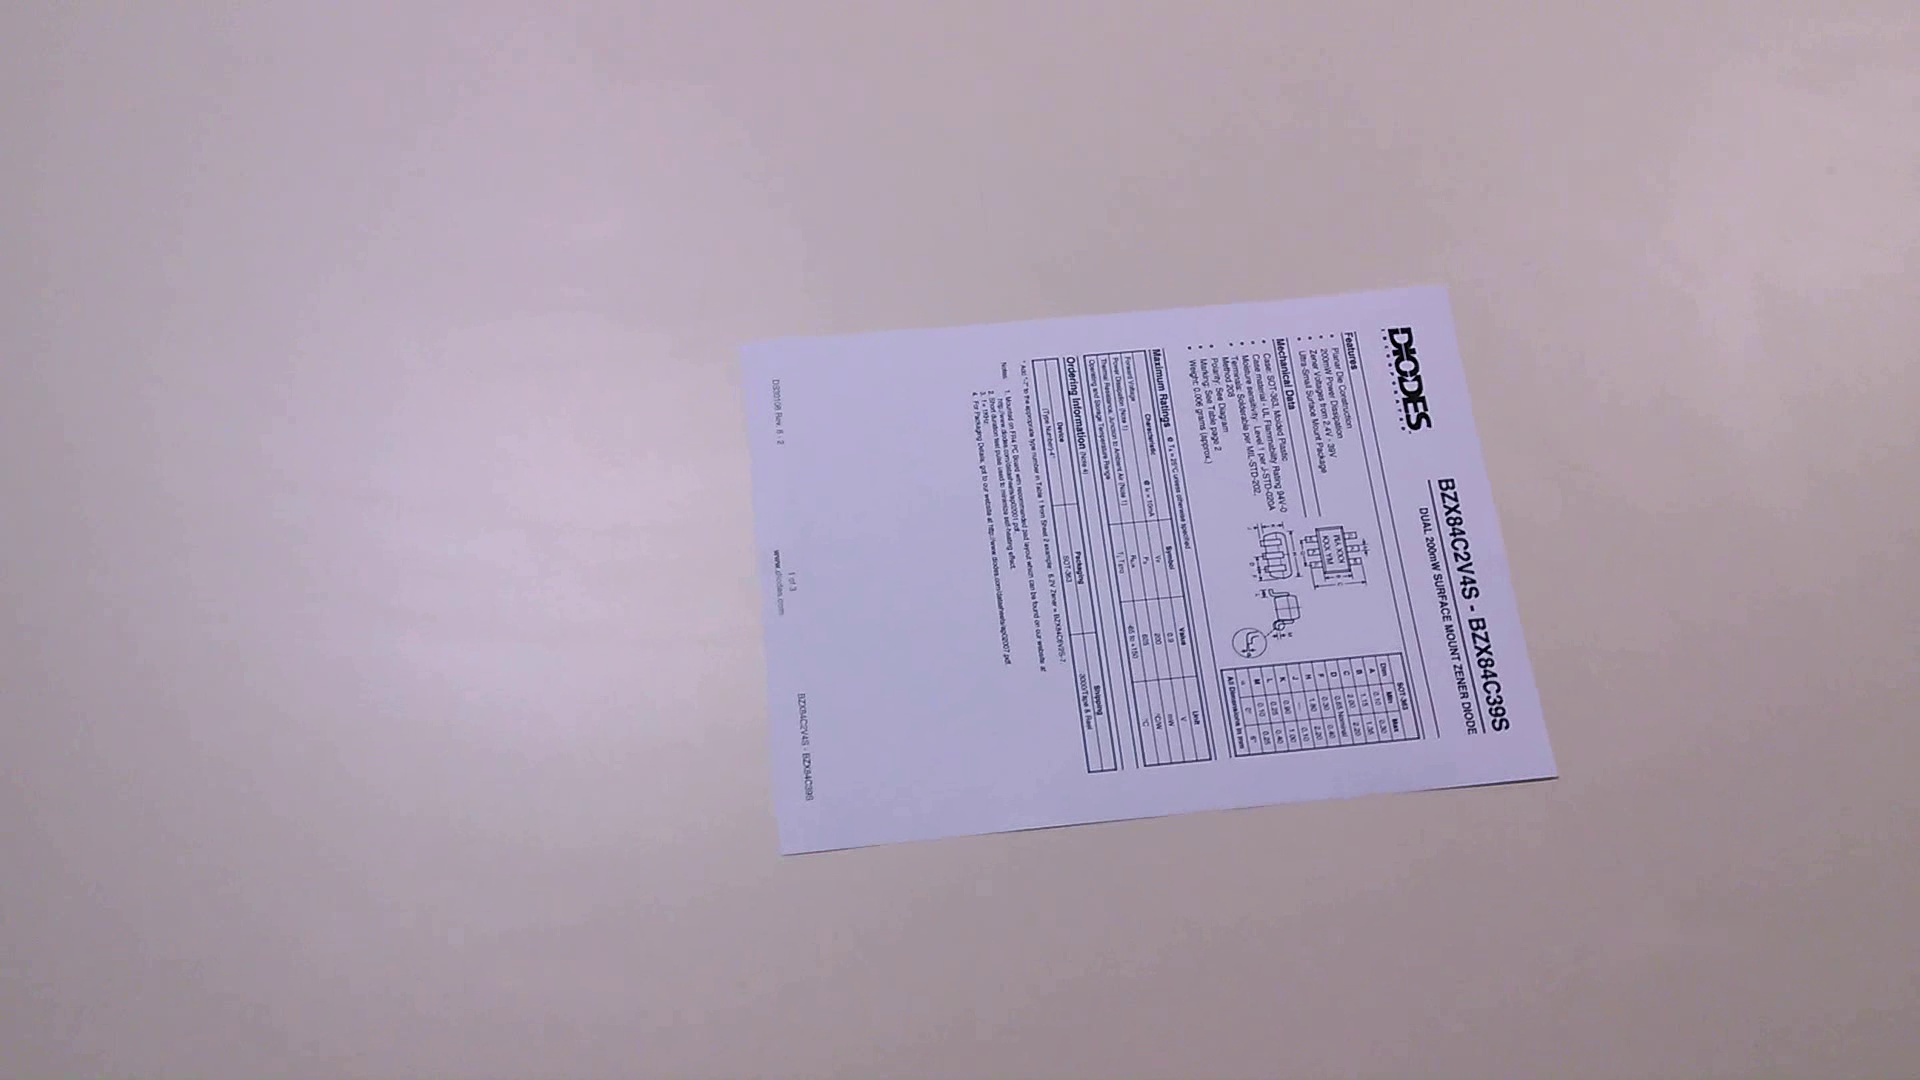 DIODES
INCORPORATED
BZX84C2V4S - BZX84C39S
DUAL 200mW SURFACE MOUNT ZENER DIODE
Features
• Planar Die Construction
• 200mW Power Dissipation
• Zener Voltages from 2.4V - 39V
• Ultra-Small Surface Mount Package
Mechanical Data
• Case: SOT-363, Molded Plastic
• Case material - UL Flammability Rating 94V-0
• Moisture sensitivity: Level 1 per J-STD-020A
• Terminals: Solderable per MIL-STD-202,
Method 208
• Polarity: See Diagram
• Marking: See Table page 2
• Weight: 0.006 grams (approx.)
KXX YM
SOT-363
Dim Min Max
A 0.10 0.30
B 1.15 1.35
C 2.00 2.20
D 0.65 Nominal
F 0.30 0.40
H 1.80 2.20
J — 0.10
K 0.90 1.00
L 0.25 0.40
M 0.10 0.25
α 0° 8°
All Dimensions in mm
Maximum Ratings @ TA = 25°C unless otherwise specified
Characteristic Symbol Value Unit
Forward Voltage @ IF = 10mA VF 0.9 V
Power Dissipation (Note 1) Pd 200 mW
Thermal Resistance, Junction to Ambient Air (Note 1) RθJA 625 °C/W
Operating and Storage Temperature Range Tj, TSTG -65 to +150 °C
Ordering Information (Note 4)
Device Packaging Shipping
(Type Number)-7* SOT-363 3000/Tape & Reel
* Add "-7" to the appropriate type number in Table 1 from Sheet 2 example: 6.2V Zener = BZX84C6V2S-7.
Notes: 1. Mounted on FR4 PC Board with recommended pad layout which can be found on our website at
http://www.diodes.com/datasheets/ap02001.pdf.
2. Short duration test pulse used to minimize self-heating effect.
3. f = 1KHz.
4. For Packaging Details, go to our website at http://www.diodes.com/datasheets/ap02007.pdf.
DS30108 Rev. 6 - 2
1 of 3
www.diodes.com
BZX84C2V4S - BZX84C39S